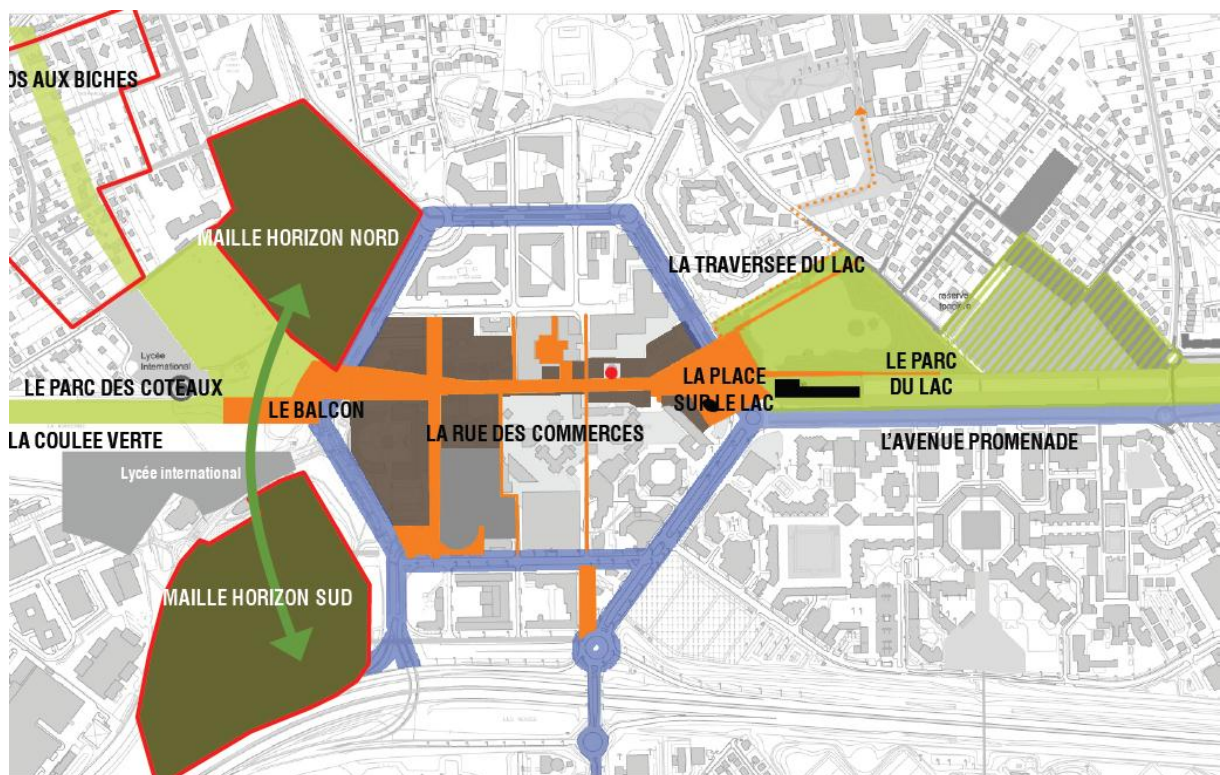 OS AUX BICHES
MAILLE HORIZON NORD
LA TRAVERSEE DU LAC
reserve
foncière
Lycée
International
LE PARC DES COTEAUX
LE BALCON
LA COULEE VERTE
Lycée international
LA RUE DES COMMERCES
LA PLACE
SUR LE LAC
LE PARC
DU LAC
L'AVENUE PROMENADE
MAILLE HORIZON SUD